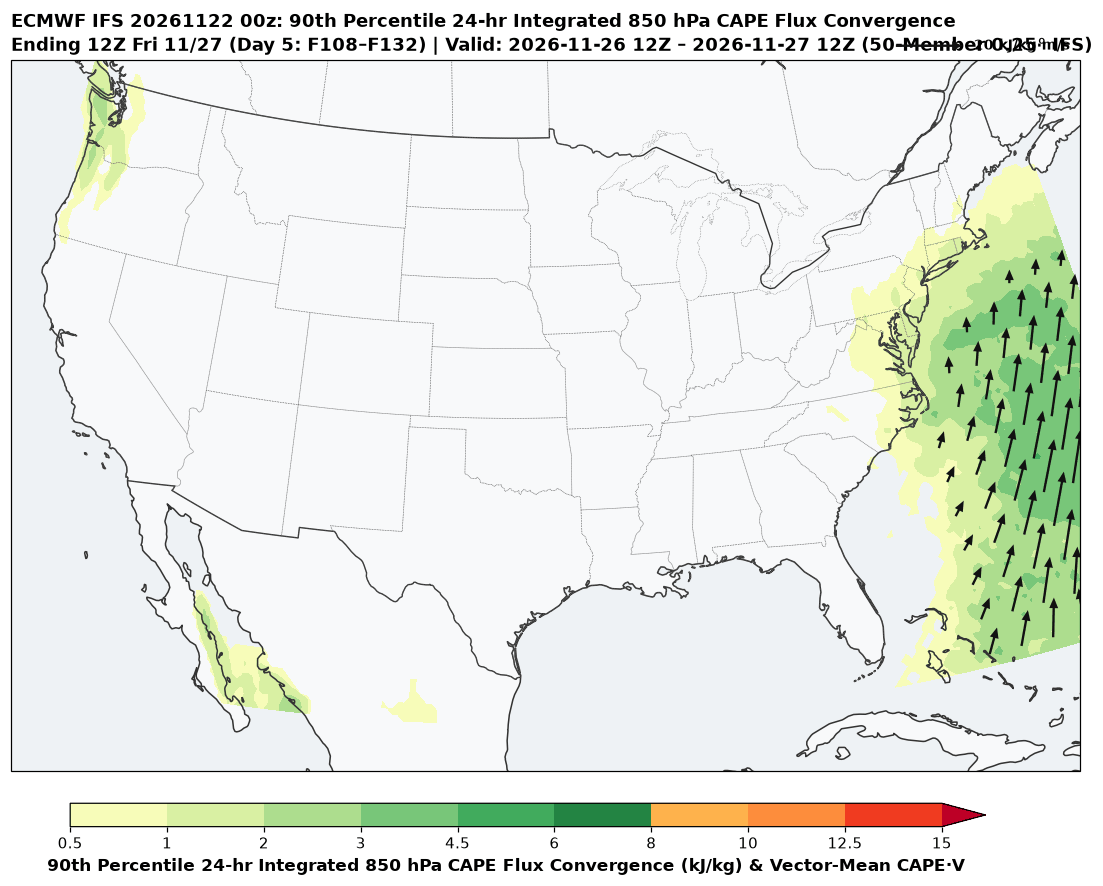 ECMWF IFS 20261122 00z: 90th Percentile 24-hr Integrated 850 hPa CAPE Flux Convergence
Ending 12Z Fri 11/27 (Day 5: F108–F132) | Valid: 2026-11-26 12Z – 2026-11-27 12Z (50-Member 0.25° IFS)
0.5 1 2 3 4.5 6 8 10 12.5 15
90th Percentile 24-hr Integrated 850 hPa CAPE Flux Convergence (kJ/kg) & Vector-Mean CAPE·V